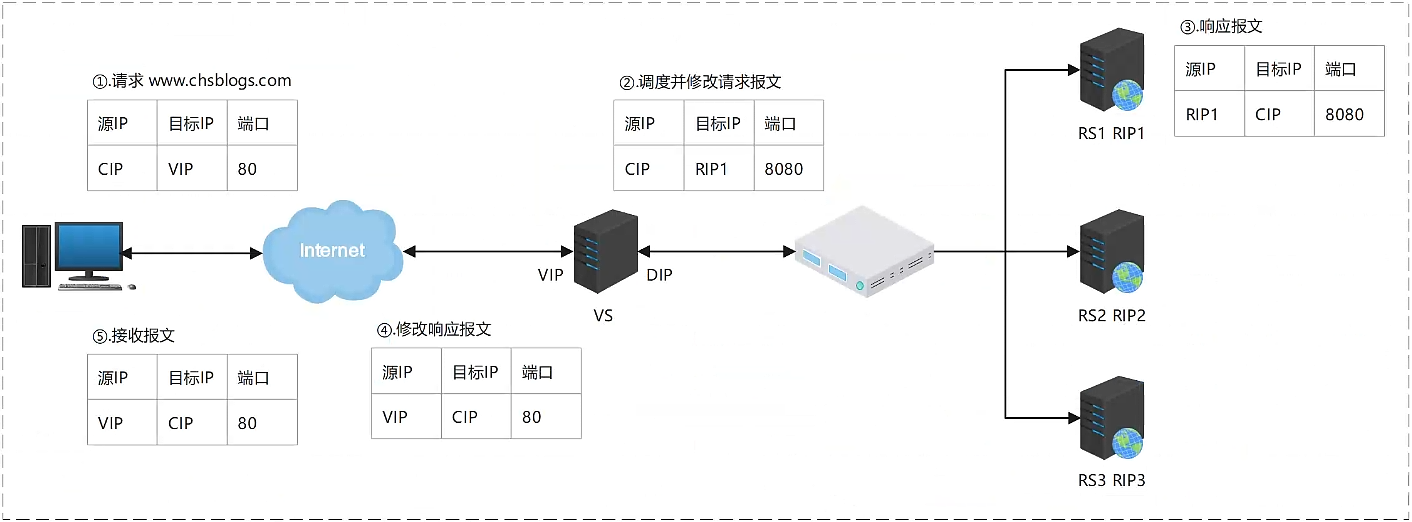 ①.请求 www.chsblogs.com
源IP 目标IP 端口
CIP VIP 80
②.调度并修改请求报文
源IP 目标IP 端口
CIP RIP1 8080
③.响应报文
源IP 目标IP 端口
RIP1 CIP 8080
RS1 RIP1
Internet
VIP
DIP
VS
RS2 RIP2
④.修改响应报文
源IP 目标IP 端口
VIP CIP 80
⑤.接收报文
源IP 目标IP 端口
VIP CIP 80
RS3 RIP3